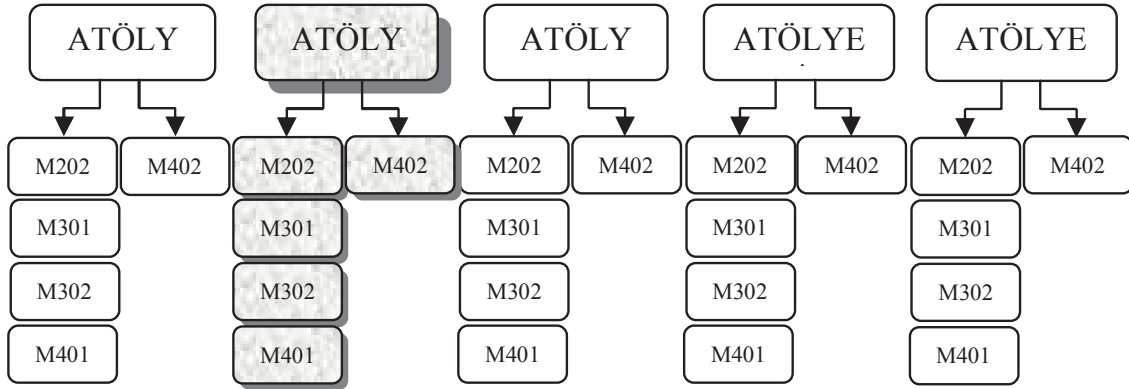 ATÖLY ATÖLY ATÖLY ATÖLYE ATÖLYE
M202 M402 M202 M402 M202 M402 M202 M402 M202 M402
M301 M301 M301 M301 M301
M302 M302 M302 M302 M302
M401 M401 M401 M401 M401